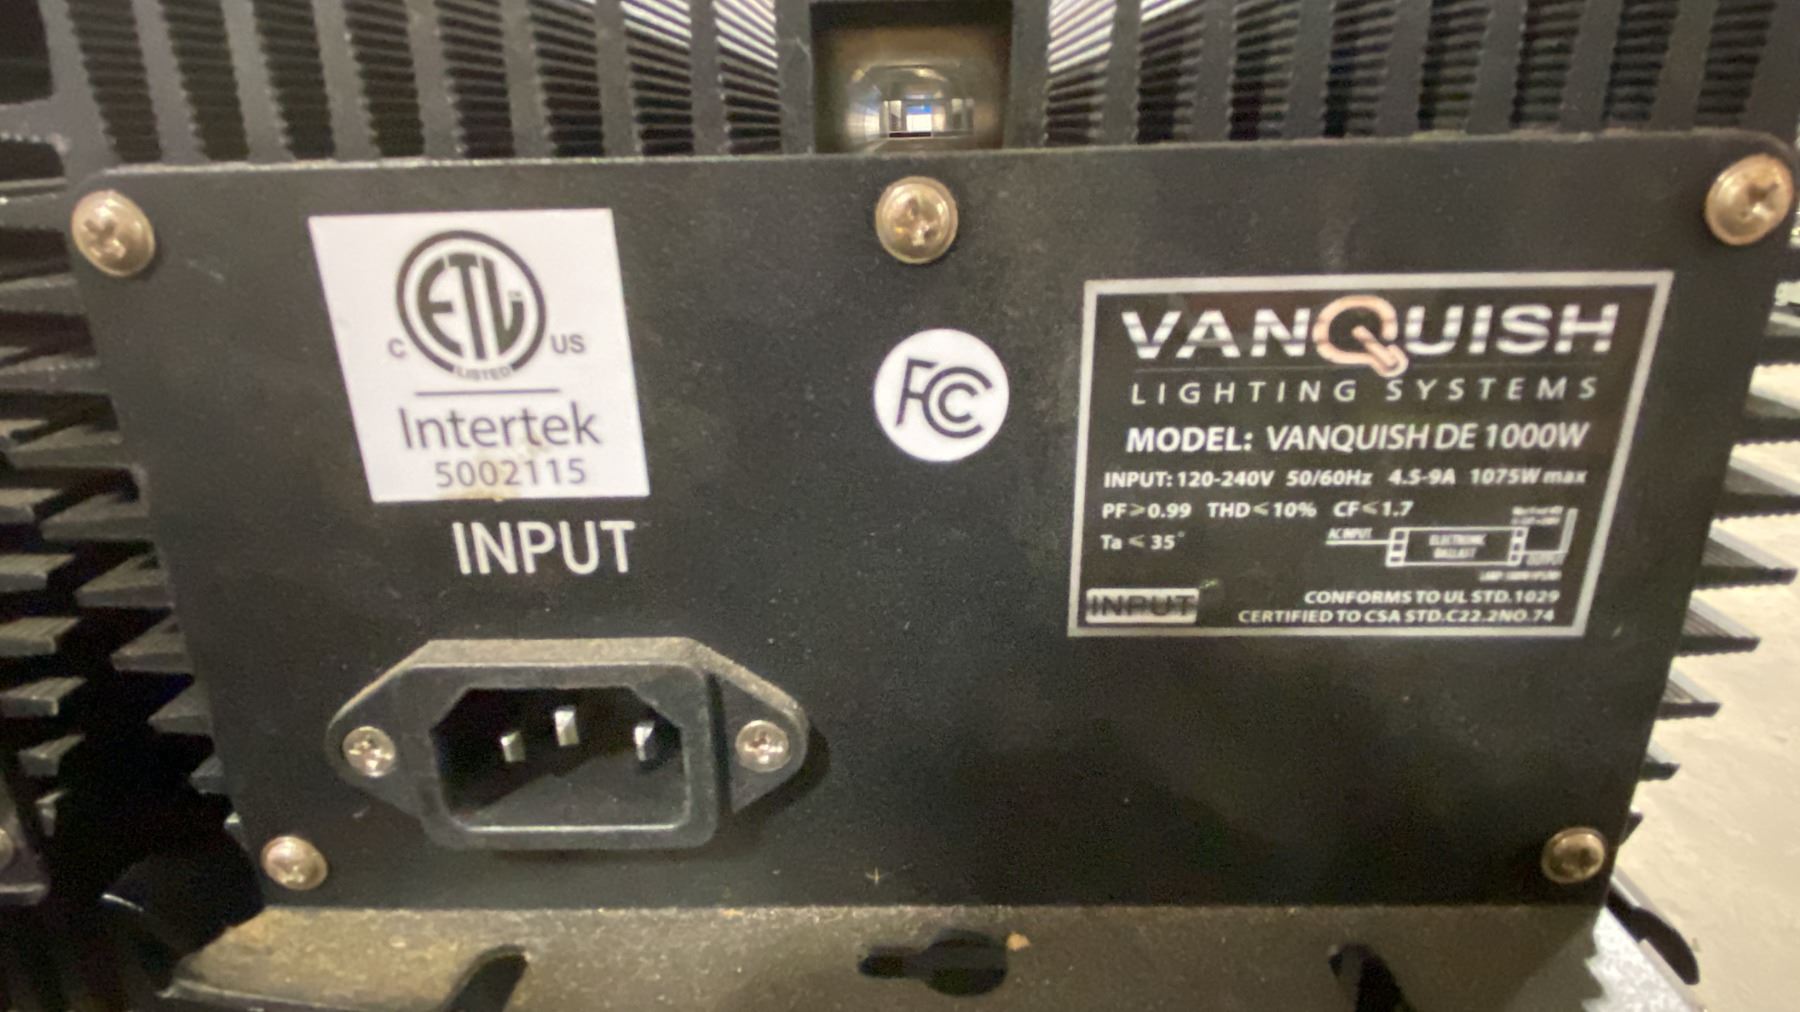 ETL
C
US
LISTED
Intertek
5002115
INPUT
FC
VANQUISH
LIGHTING SYSTEMS
MODEL: VANQUISH DE 1000W
INPUT: 120-240V 50/60Hz 4.5-9A 1075W max
PF≥0.99 THD≤10% CF≤1.7
Ta ≤ 35°
AC INPUT
ELECTRONIC
BALLAST
OUTPUT
INPUT
CONFORMS TO UL STD.1029
CERTIFIED TO CSA STD.C22.2NO.74